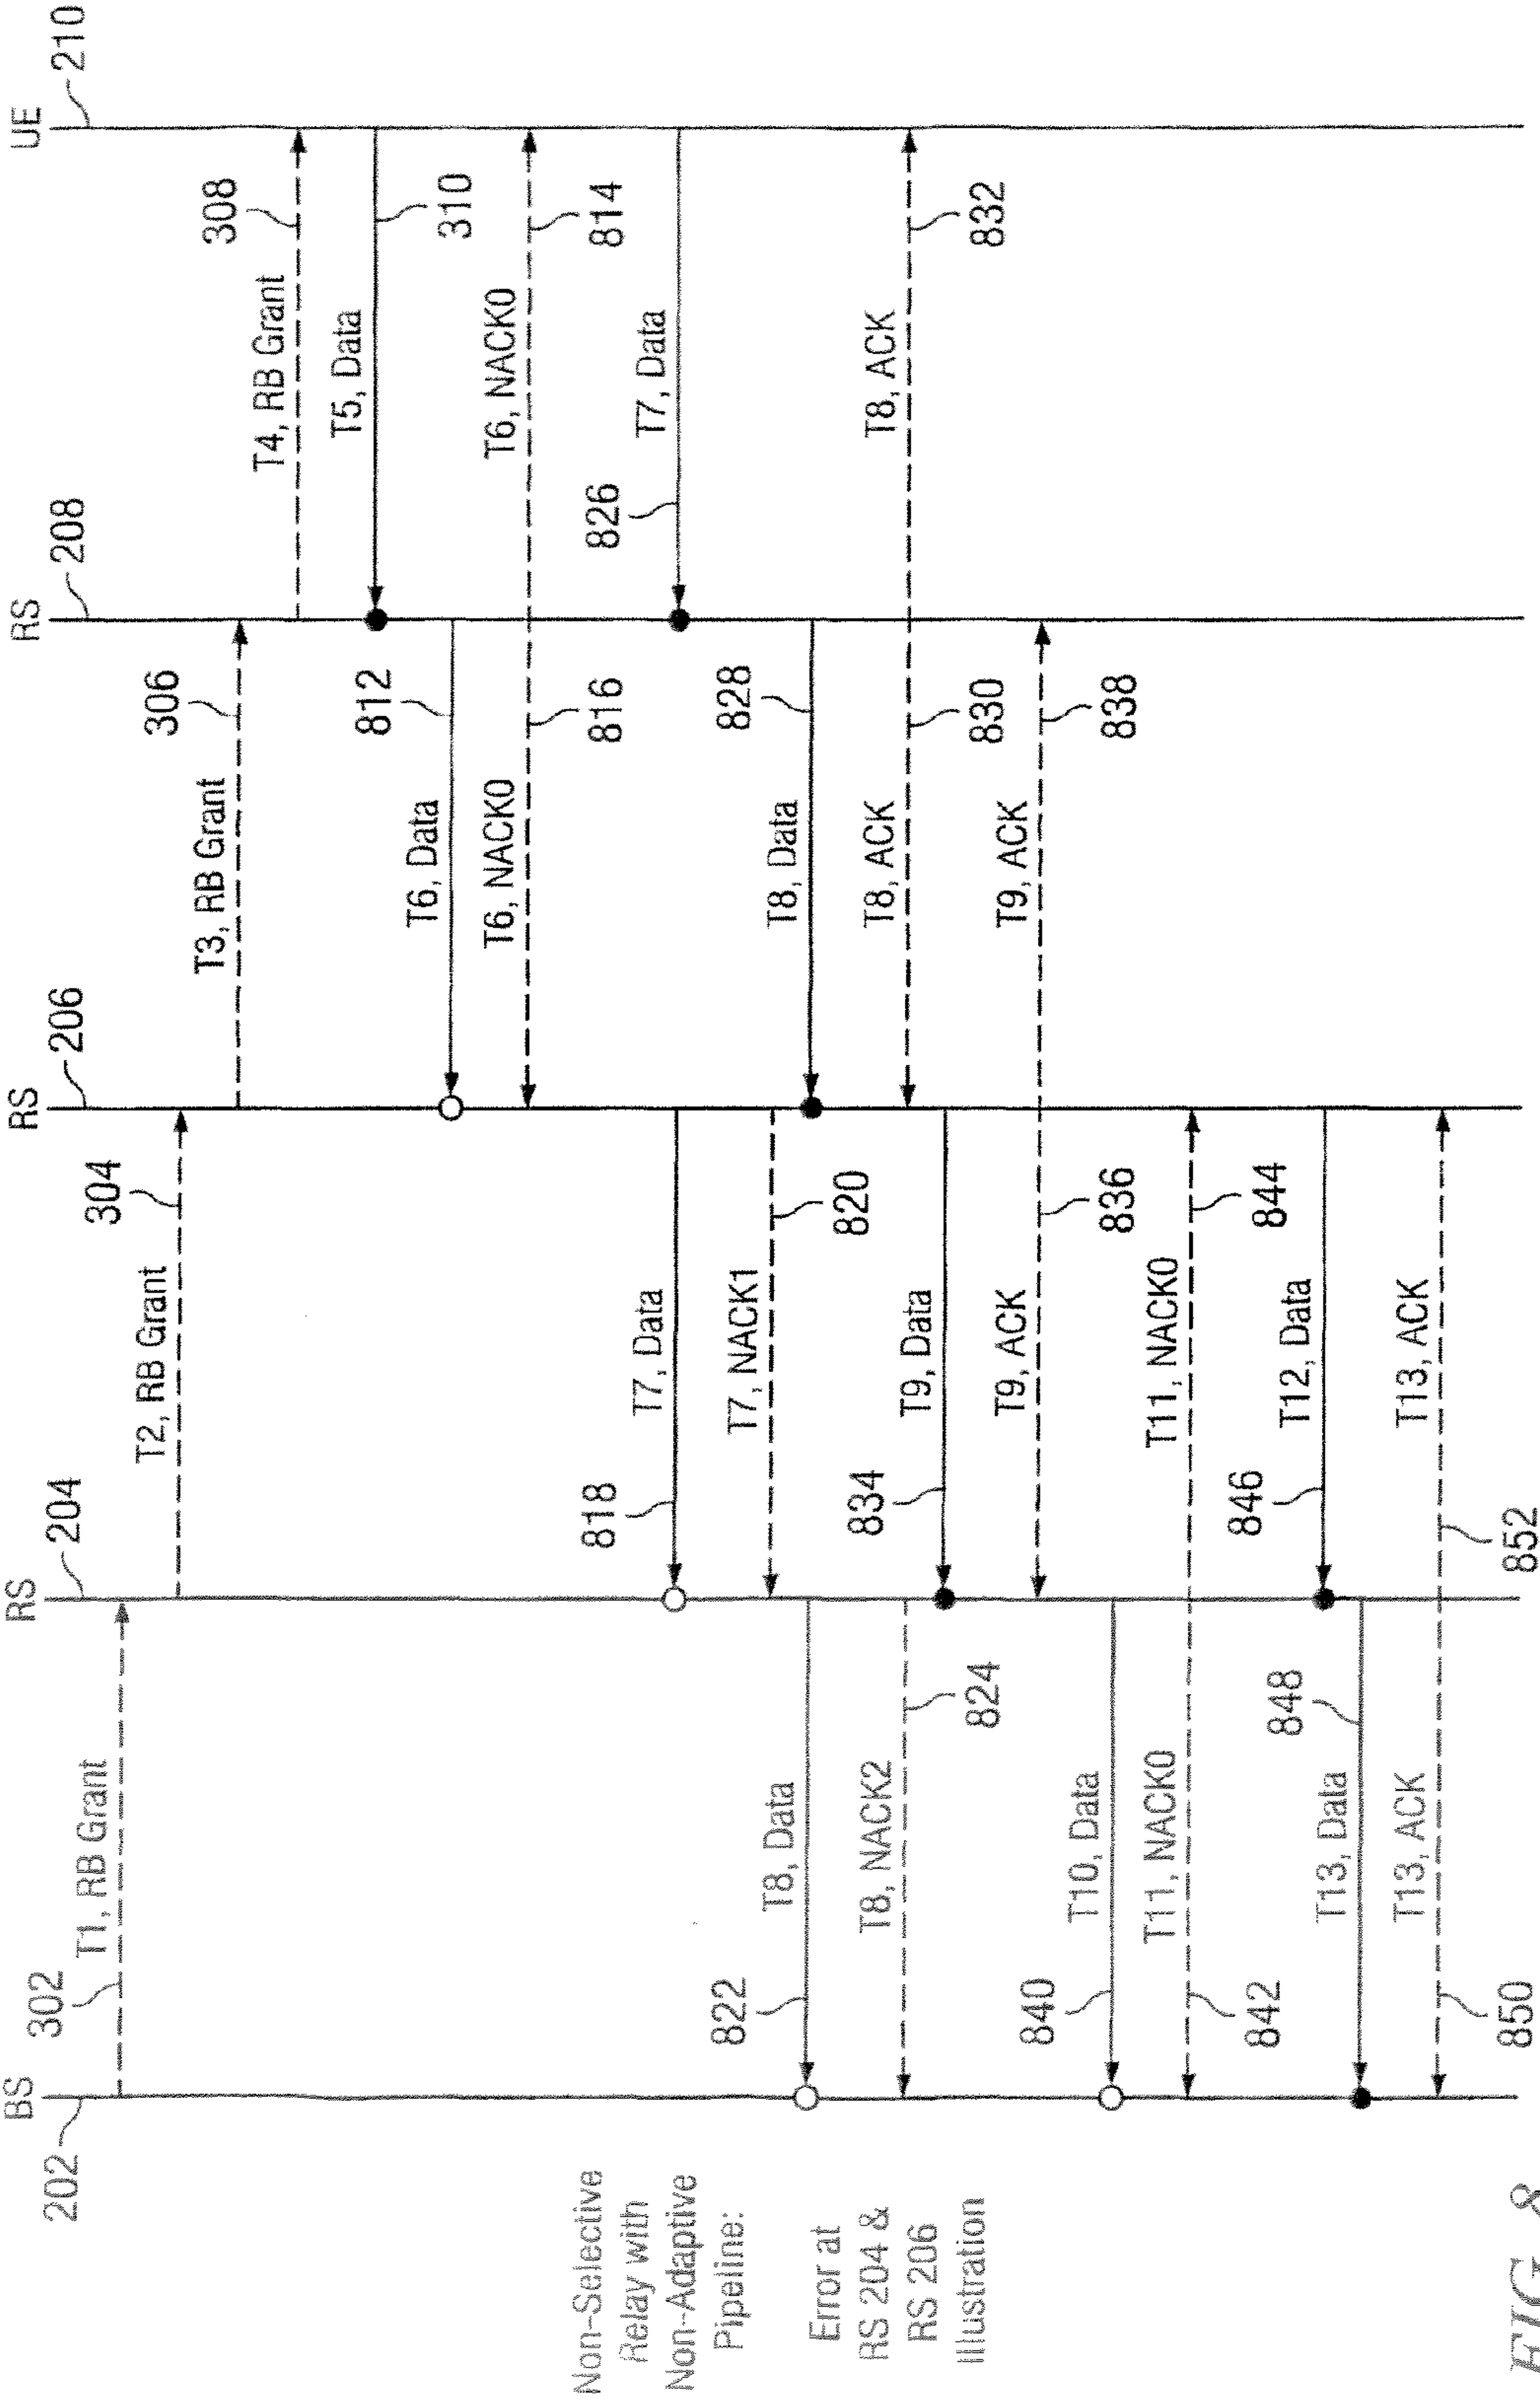 BS
RS
RS
RS
UE
202
204
206
208
210
302
T1, RB Grant
T2, RB Grant
304
T3, RB Grant
306
T4, RB Grant
308
T5, Data
310
T6, Data
812
T6, NACK0
816
T6, NACK0
814
818
T7, Data
826
T7, Data
T7, NACK1
820
822
T8, Data
T8, Data
828
T8, NACK2
824
T8, ACK
830
T8, ACK
832
834
T9, Data
T9, ACK
836
T9, ACK
838
840
T10, Data
842
T11, NACK0
T11, NACK0
844
846
T12, Data
T13, Data
848
850
T13, ACK
852
T13, ACK
Non-Selective
Relay with
Non-Adaptive
Pipeline:
Error at
RS 204 &
RS 206
Illustration
FIG. 8